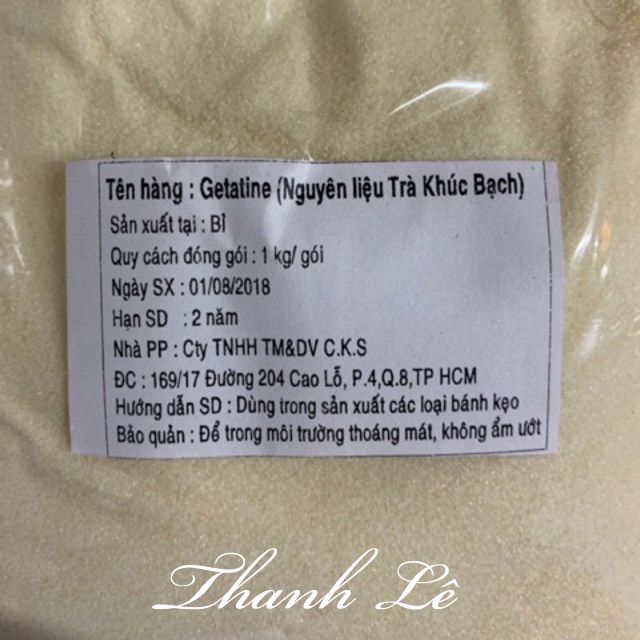 Tên hàng : Getatine (Nguyên liệu Trà Khúc Bạch)
Sản xuất tại : Bỉ
Quy cách đóng gói : 1 kg/ gói
Ngày SX : 01/08/2018
Hạn SD : 2 năm
Nhà PP : Cty TNHH TM&DV C.K.S
ĐC : 169/17 Đường 204 Cao Lỗ, P.4,Q.8,TP HCM
Hướng dẫn SD : Dùng trong sản xuất các loại bánh kẹo
Bảo quản : Để trong môi trường thoáng mát, không ẩm ướt
Thanh Lê